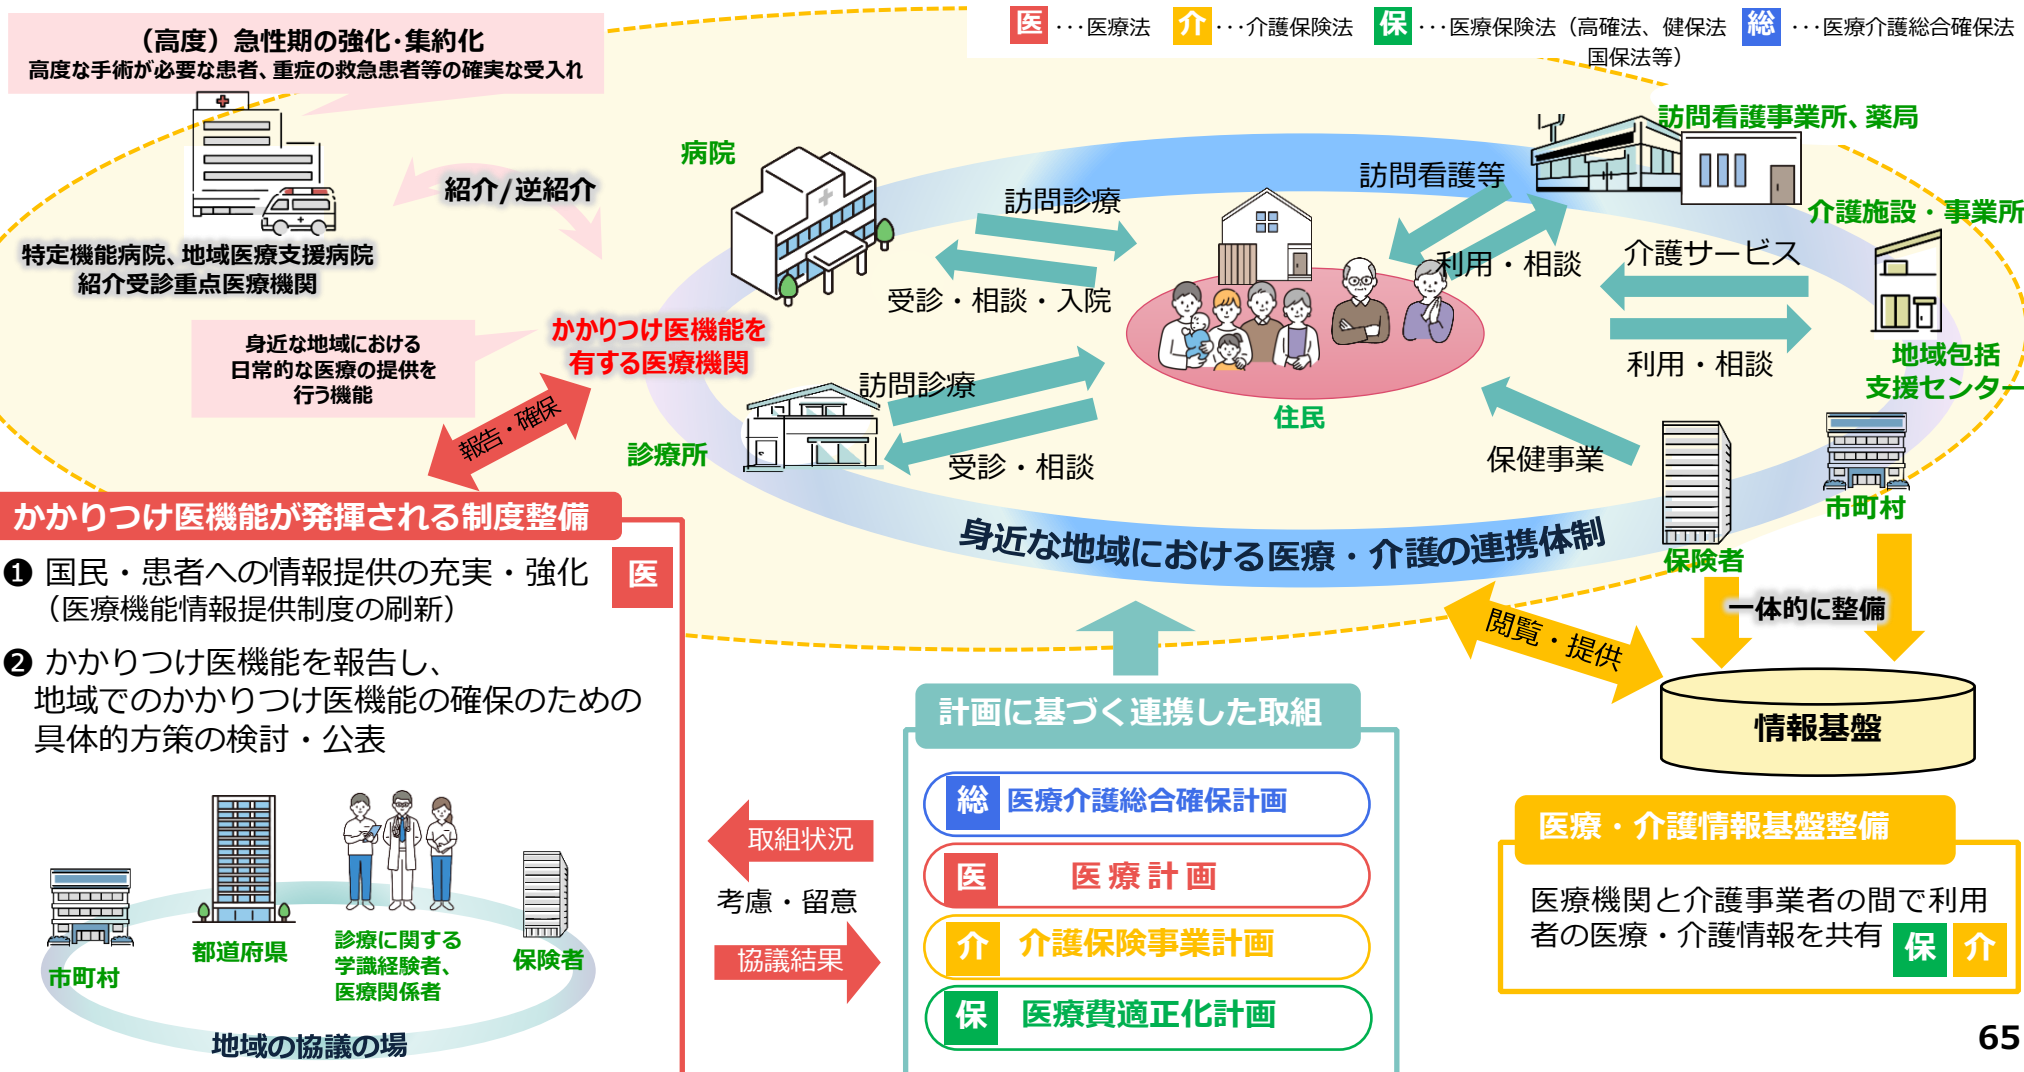 医 ･･･医療法 介 ･･･介護保険法 保 ･･･医療保険法（高確法、健保法 総 ･･･医療介護総合確保法
国保法等）
（高度）急性期の強化・集約化
高度な手術が必要な患者、重症の救急患者等の確実な受入れ
特定機能病院、地域医療支援病院
紹介受診重点医療機関
紹介/逆紹介
身近な地域における
日常的な医療の提供を
行う機能
かかりつけ医機能を
有する医療機関
報告・確保
病院
訪問診療
受診・相談・入院
診療所
訪問診療
受診・相談
住民
訪問看護等
利用・相談
訪問看護事業所、薬局
介護施設・事業所
介護サービス
利用・相談
地域包括
支援センター
保健事業
市町村
保険者
身近な地域における医療・介護の連携体制
一体的に整備
閲覧・提供
情報基盤
かかりつけ医機能が発揮される制度整備
医
❶ 国民・患者への情報提供の充実・強化
（医療機能情報提供制度の刷新）
❷ かかりつけ医機能を報告し、
地域でのかかりつけ医機能の確保のための
具体的方策の検討・公表
市町村
都道府県
診療に関する
学識経験者、
医療関係者
保険者
地域の協議の場
取組状況
考慮・留意
協議結果
計画に基づく連携した取組
総 医療介護総合確保計画
医 医療計画
介 介護保険事業計画
保 医療費適正化計画
医療・介護情報基盤整備
医療機関と介護事業者の間で利用
者の医療・介護情報を共有 保 介
65